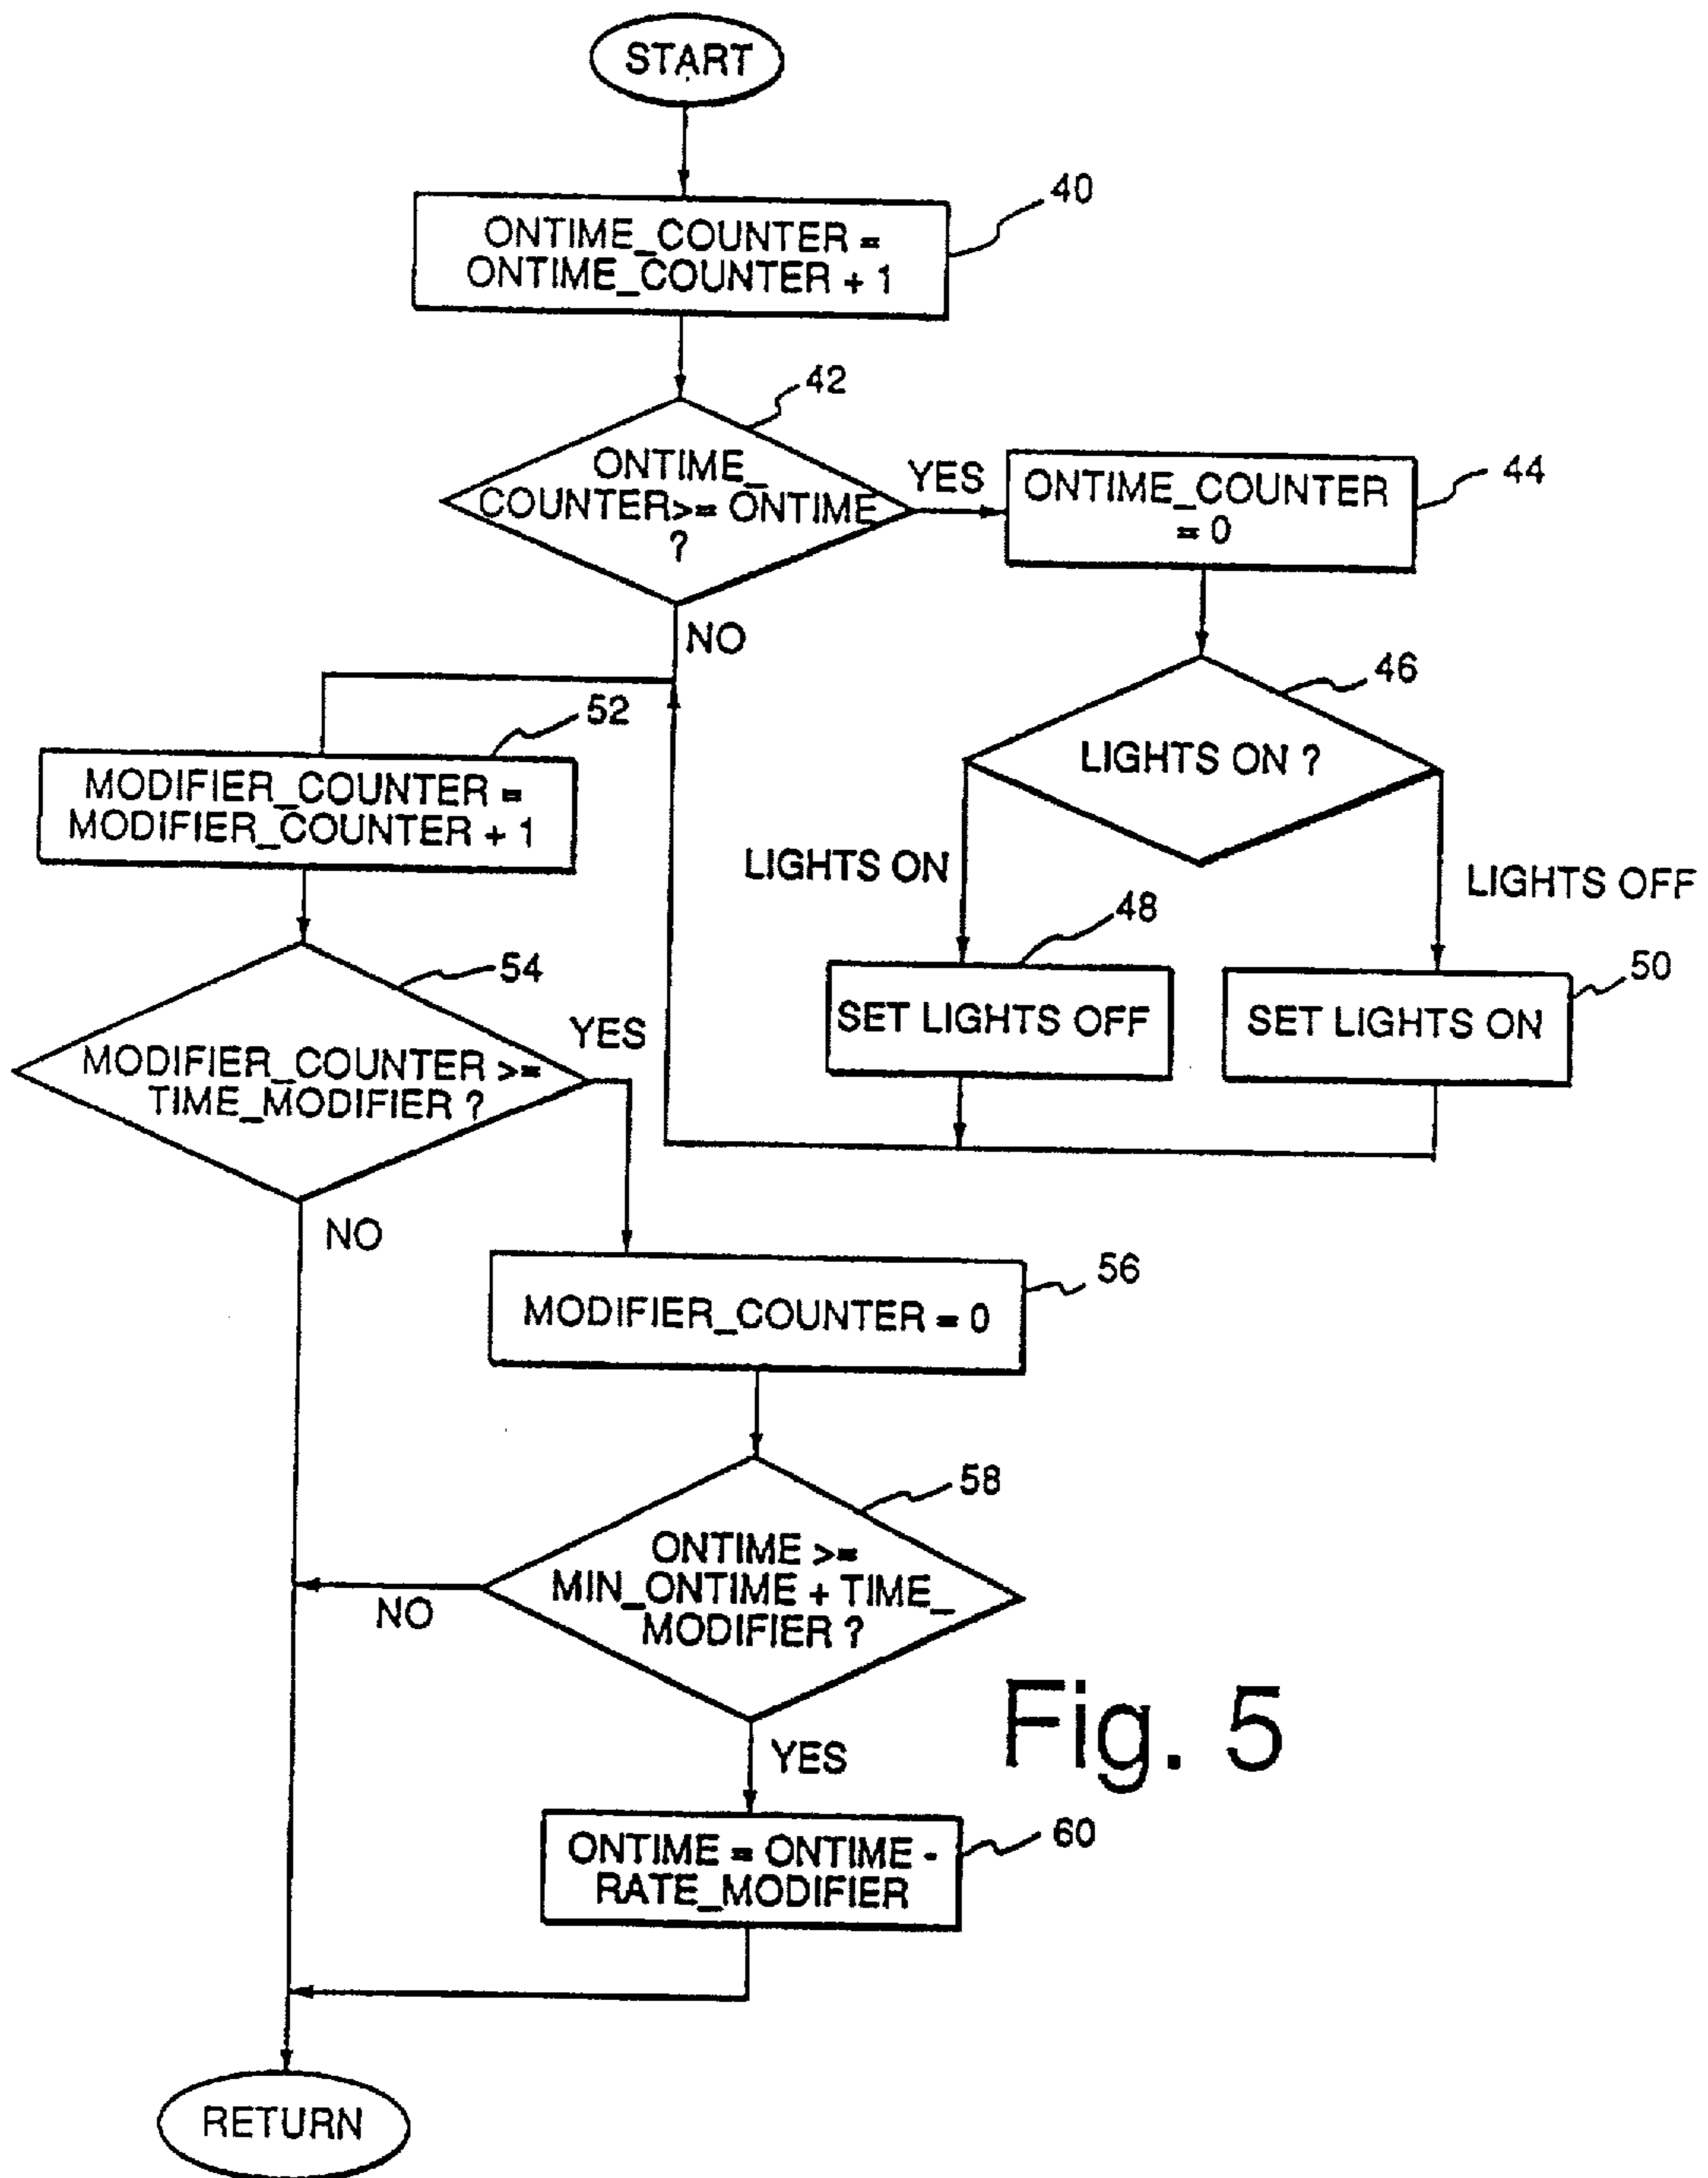 START
40
ONTIME_COUNTER =
ONTIME_COUNTER + 1
42
ONTIME_
COUNTER>= ONTIME
?
YES
ONTIME_COUNTER
= 0
44
NO
46
LIGHTS ON ?
52
MODIFIER_COUNTER =
MODIFIER_COUNTER + 1
LIGHTS ON
LIGHTS OFF
48
SET LIGHTS OFF
50
SET LIGHTS ON
54
MODIFIER_COUNTER >=
TIME_MODIFIER ?
YES
NO
56
MODIFIER_COUNTER = 0
58
ONTIME >=
MIN_ONTIME + TIME_
MODIFIER ?
NO
YES
Fig. 5
60
ONTIME = ONTIME -
RATE_MODIFIER
RETURN